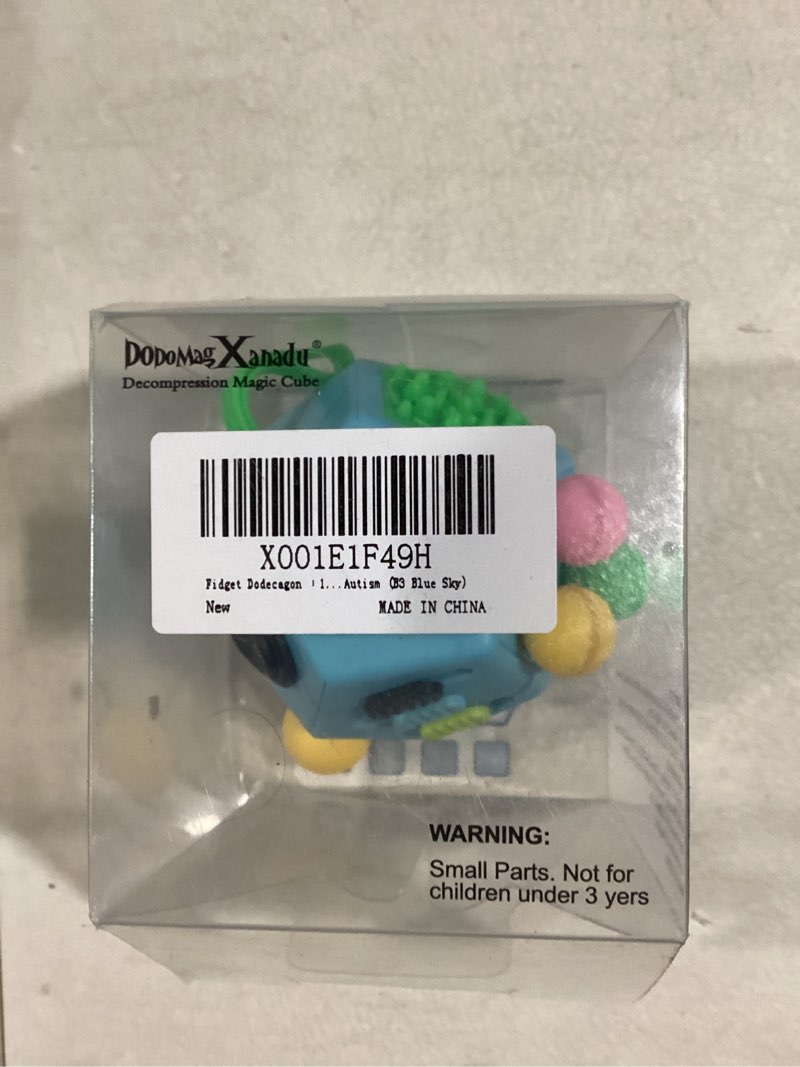 DoDoMagXanadu®
Decompression Magic Cube
X001E1F49H
Fidget Dodecagon 1...Autism (B3 Blue Sky)
New MADE IN CHINA
WARNING:
Small Parts. Not for
children under 3 yers